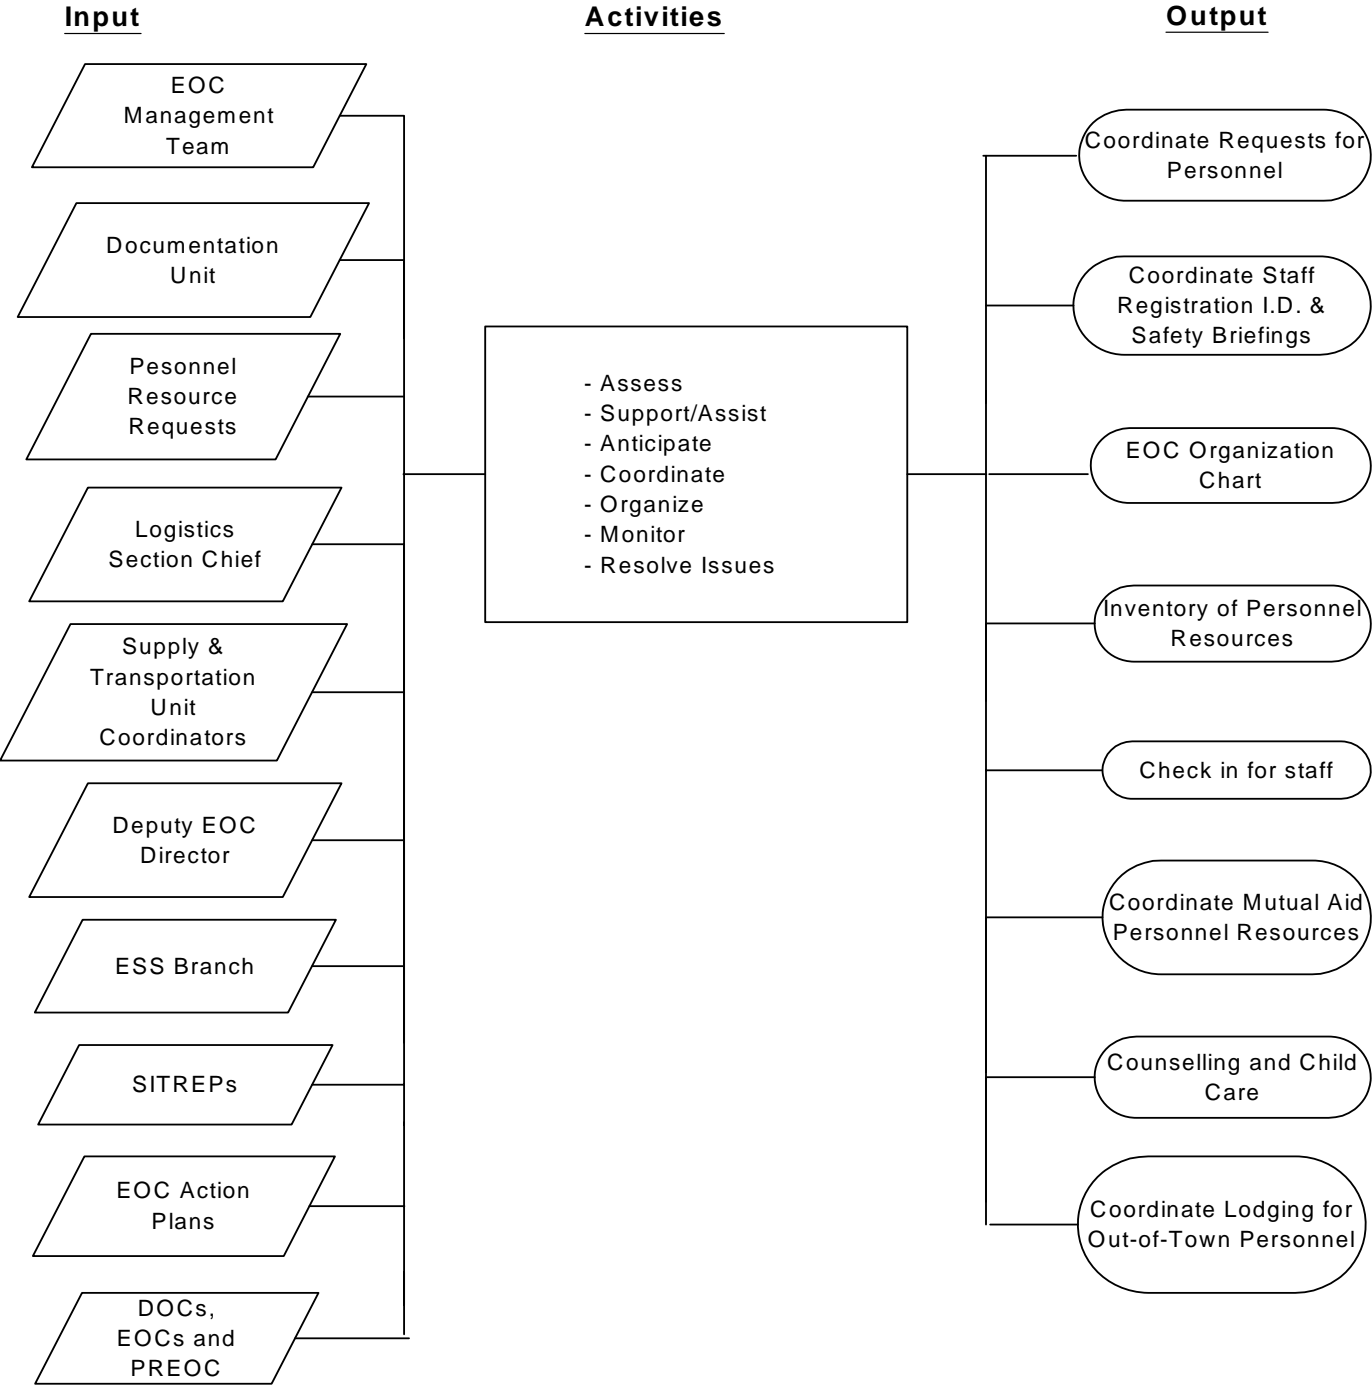 Input
Activities
Output
EOC
Management
Team
Documentation
Unit
Pesonnel
Resource
Requests
Logistics
Section Chief
Supply &
Transportation
Unit
Coordinators
Deputy EOC
Director
ESS Branch
SITREPs
EOC Action
Plans
DOCs,
EOCs and
PREOC
- Assess
- Support/Assist
- Anticipate
- Coordinate
- Organize
- Monitor
- Resolve Issues
Coordinate Requests for
Personnel
Coordinate Staff
Registration I.D. &
Safety Briefings
EOC Organization
Chart
Inventory of Personnel
Resources
Check in for staff
Coordinate Mutual Aid
Personnel Resources
Counselling and Child
Care
Coordinate Lodging for
Out-of-Town Personnel